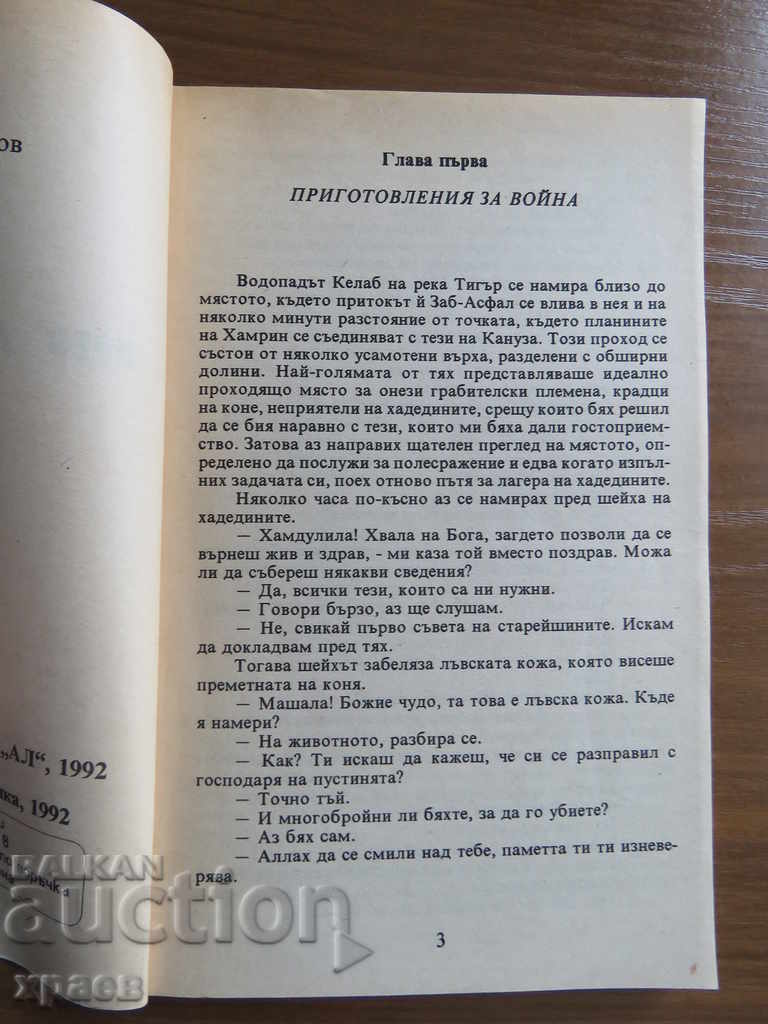 ов
„АЛ“, 1992
ка, 1992
8
Глава първа
ПРИГОТОВЛЕНИЯ ЗА ВОЙНА
Водопадът Келаб на река Тигър се намира близо до
мястото, където притокът й Заб-Асфал се влива в нея и на
няколко минути разстояние от точката, където планините
на Хамрин се съединяват с тези на Кануза. Този проход се
състои от няколко усамотени върха, разделени с обширни
долини. Най-голямата от тях представляваше идеално
проходящо място за онези грабителски племена, крадци
на коне, неприятели на хадедините, срещу които бях решил
да се бия наравно с тези, които ми бяха дали гостоприем-
ство. Затова аз направих щателен преглед на мястото, оп-
ределено да послужи за полесражение и едва когато изпъл-
них задачата си, поех отново пътя за лагера на хадедините.
Няколко часа по-късно аз се намирах пред шейха на
хадедините.
— Хамдулила! Хвала на Бога, загдето позволи да се
върнеш жив и здрав, - ми каза той вместо поздрав. Можа
ли да събереш някакви сведения?
— Да, всички тези, които са ни нужни.
— Говори бързо, аз ще слушам.
— Не, свикай първо съвета на старейшините. Искам
да докладвам пред тях.
Тогава шейхът забеляза лъвската кожа, която висеше
преметната на коня.
— Машала! Божие чудо, та това е лъвска кожа. Къде
я намери?
— На животното, разбира се.
— Как? Ти искаш да кажеш, че си се разправил с
господаря на пустинята?
— Точно тъй.
— И многобройни ли бяхте, за да го убиете?
— Аз бях сам.
— Аллах да се смили над тебе, паметта ти ти изневе-
рява.
3
BALKAN
auction
храев